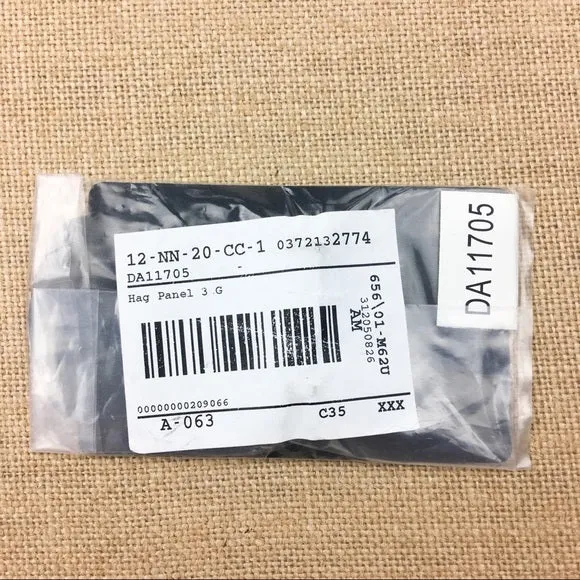 12-NN-20-CC-1 0372132774
DA11705 -
Hag Panel 3 G
656\01-M62U
312050826
AM
00000000209066
A-063 C35 XXX
DA11705